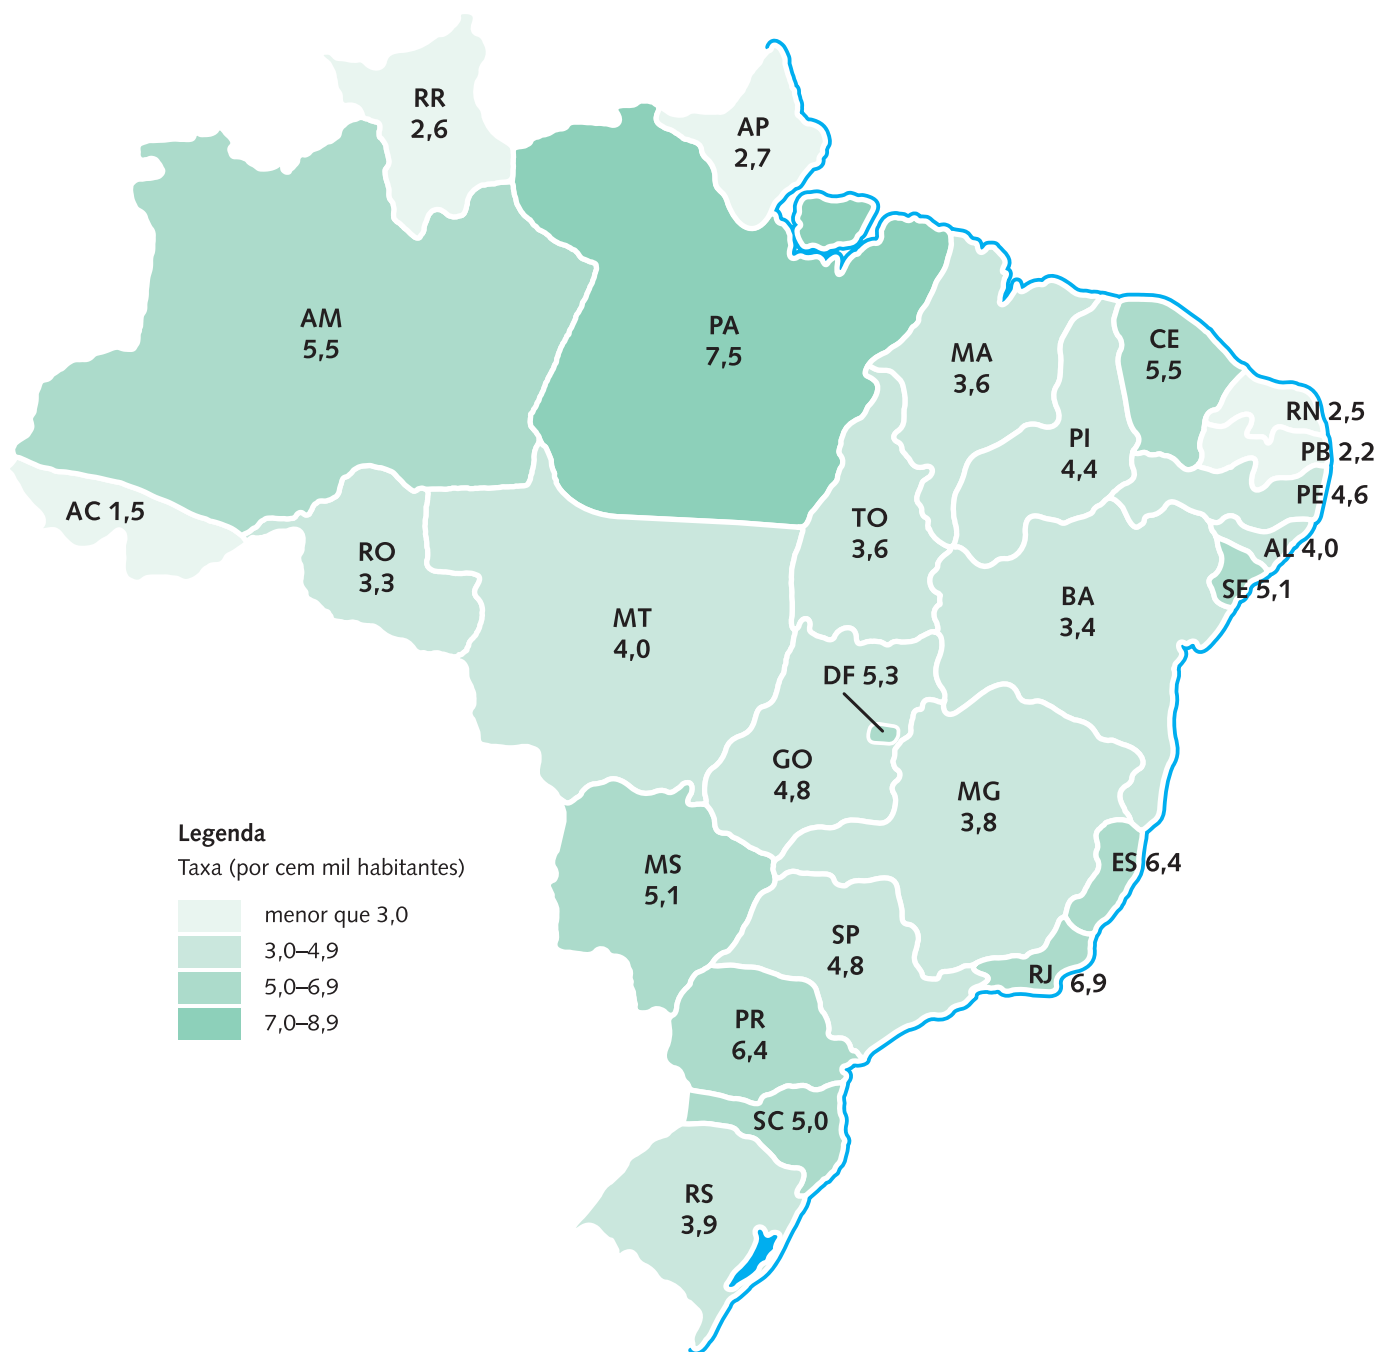 RR
2,6
AP
2,7
AM
5,5
PA
7,5
MA
3,6
CE
5,5
RN 2,5
PB 2,2
PI
4,4
PE 4,6
AC 1,5
TO
3,6
AL 4,0
RO
3,3
SE 5,1
BA
3,4
MT
4,0
DF 5,3
GO
4,8
MG
3,8
Legenda
Taxa (por cem mil habitantes)
menor que 3,0
3,0–4,9
5,0–6,9
7,0–8,9
MS
5,1
ES 6,4
SP
4,8
RJ 6,9
PR
6,4
SC 5,0
RS
3,9